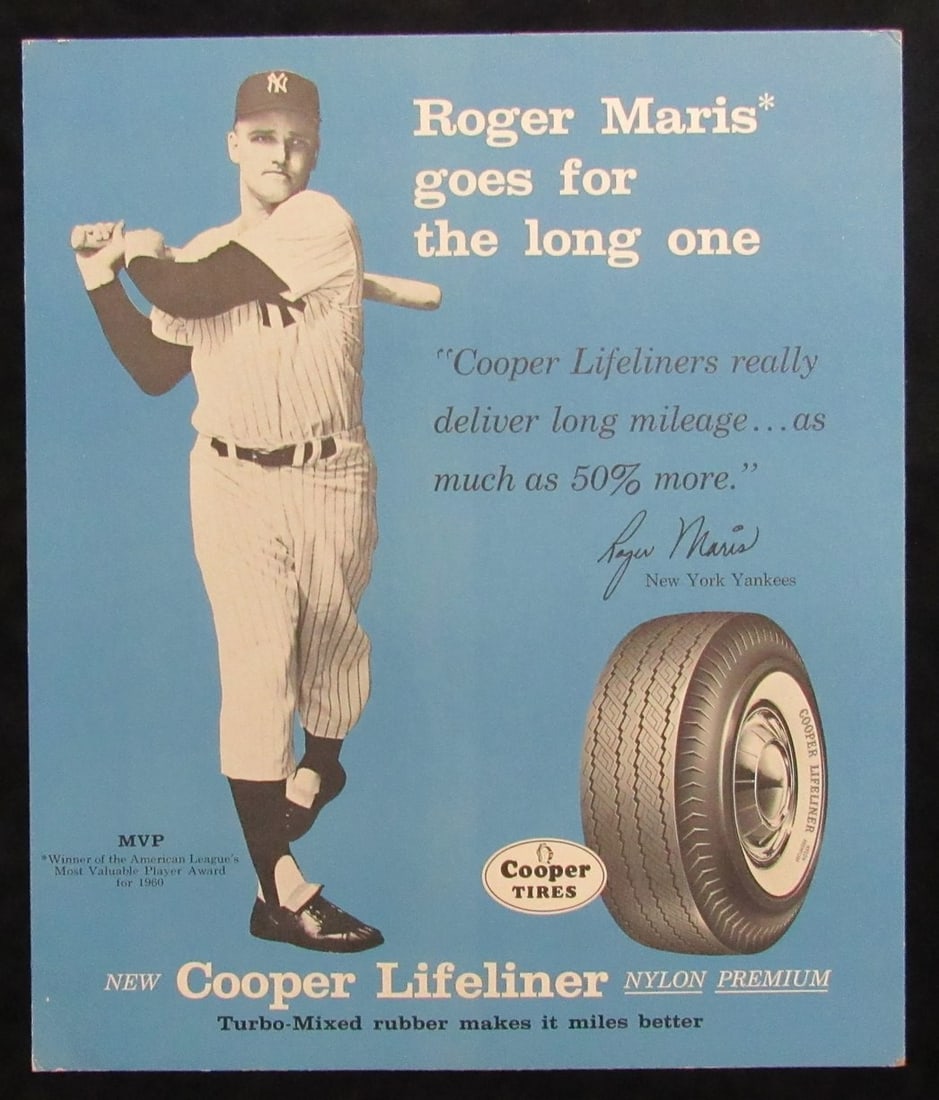 Roger Maris*
goes for
the long one
"Cooper Lifeliners really
deliver long mileage...as
much as 50% more."
Roger Maris
New York Yankees
NY
COOPER LIFELINER
MVP
*Winner of the American League's
Most Valuable Player Award
for 1960
Cooper
TIRES
NEW Cooper Lifeliner NYLON PREMIUM
Turbo-Mixed rubber makes it miles better